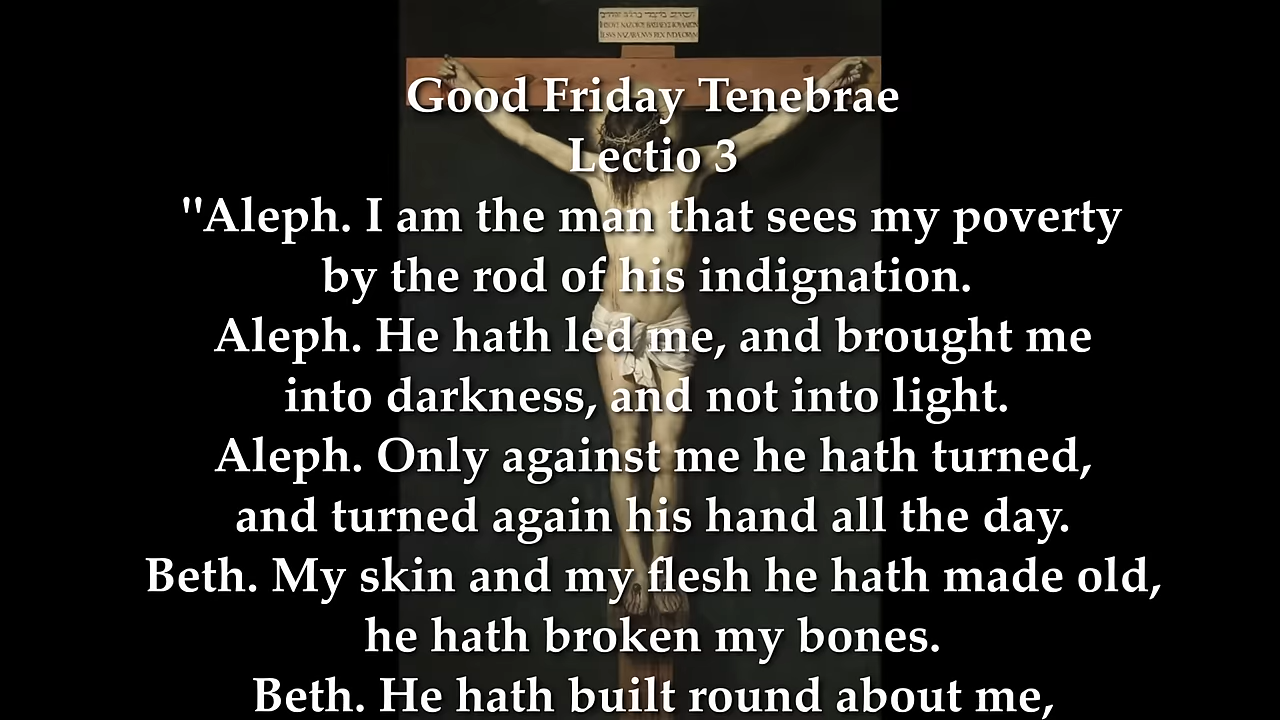 Good Friday Tenebrae
Lectio 3
"Aleph. I am the man that sees my poverty
by the rod of his indignation.
Aleph. He hath led me, and brought me
into darkness, and not into light.
Aleph. Only against me he hath turned,
and turned again his hand all the day.
Beth. My skin and my flesh he hath made old,
he hath broken my bones.
Beth. He hath built round about me,